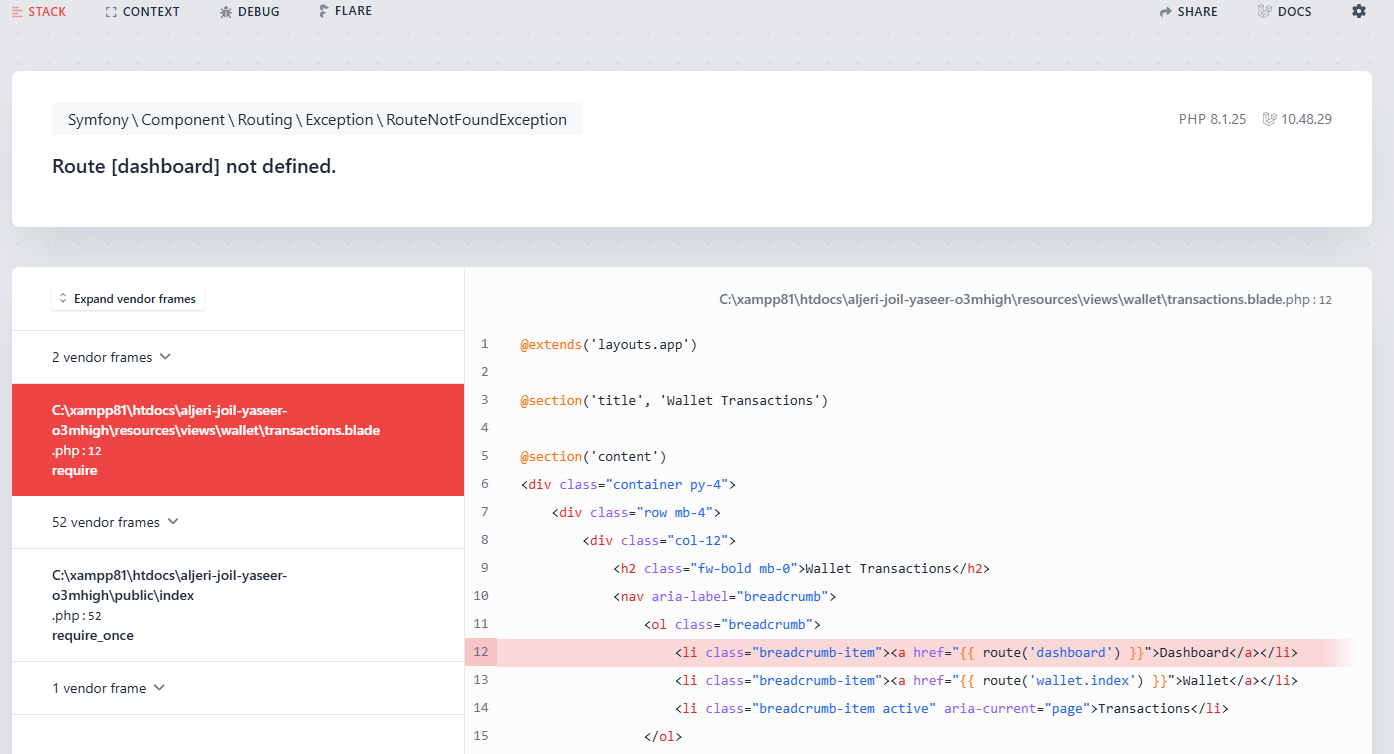 STACK CONTEXT DEBUG FLARE SHARE DOCS
Symfony \ Component \ Routing \ Exception \ RouteNotFoundException PHP 8.1.25 10.48.29
Route [dashboard] not defined.
Expand vendor frames
2 vendor frames
C:\xampp81\htdocs\aljeri-joil-yaseer-
o3mhigh\resources\views\wallet\transactions.blade
.php : 12
require
52 vendor frames
C:\xampp81\htdocs\aljeri-joil-yaseer-
o3mhigh\public\index
.php : 52
require_once
1 vendor frame
C:\xampp81\htdocs\aljeri-joil-yaseer-o3mhigh\resources\views\wallet\transactions.blade.php : 12
1 @extends('layouts.app')
2
3 @section('title', 'Wallet Transactions')
4
5 @section('content')
6 <div class="container py-4">
7 <div class="row mb-4">
8 <div class="col-12">
9 <h2 class="fw-bold mb-0">Wallet Transactions</h2>
10 <nav aria-label="breadcrumb">
11 <ol class="breadcrumb">
12 <li class="breadcrumb-item"><a href="{{ route('dashboard') }}">Dashboard</a></li>
13 <li class="breadcrumb-item"><a href="{{ route('wallet.index') }}">Wallet</a></li>
14 <li class="breadcrumb-item active" aria-current="page">Transactions</li>
15 </ol>